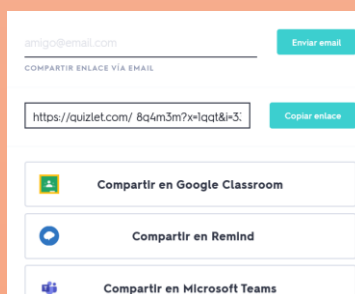 amigo@email.com
Enviar email
COMPARTIR ENLACE VÍA EMAIL
https://quizlet.com/_8q4m3m?x=1qqt&i=3
Copiar enlace
Compartir en Google Classroom
Compartir en Remind
Compartir en Microsoft Teams